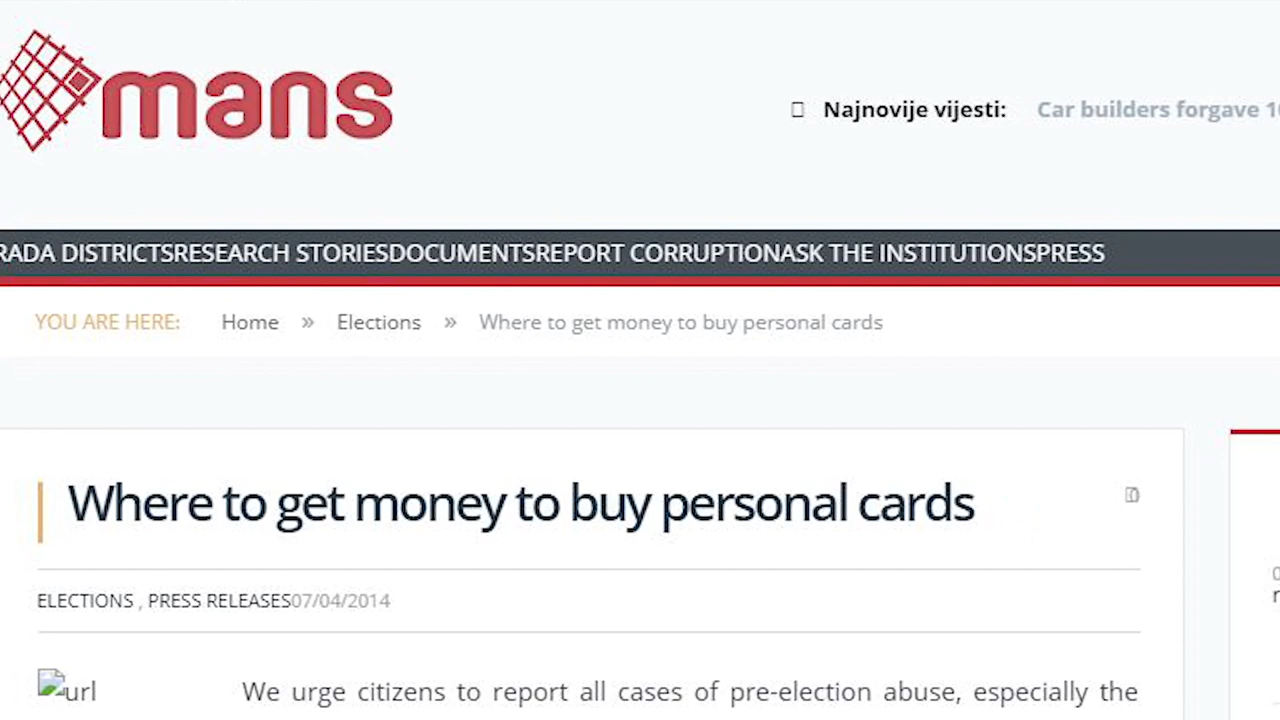 mans
Najnovije vijesti: Car builders forgave
RADA DISTRICTSRESEARCH STORIESDOCUMENTSREPORT CORRUPTIONASK THE INSTITUTIONSPRESS
YOU ARE HERE: Home » Elections » Where to get money to buy personal cards
Where to get money to buy personal cards
ELECTIONS , PRESS RELEASES07/04/2014
url
We urge citizens to report all cases of pre-election abuse, especially the